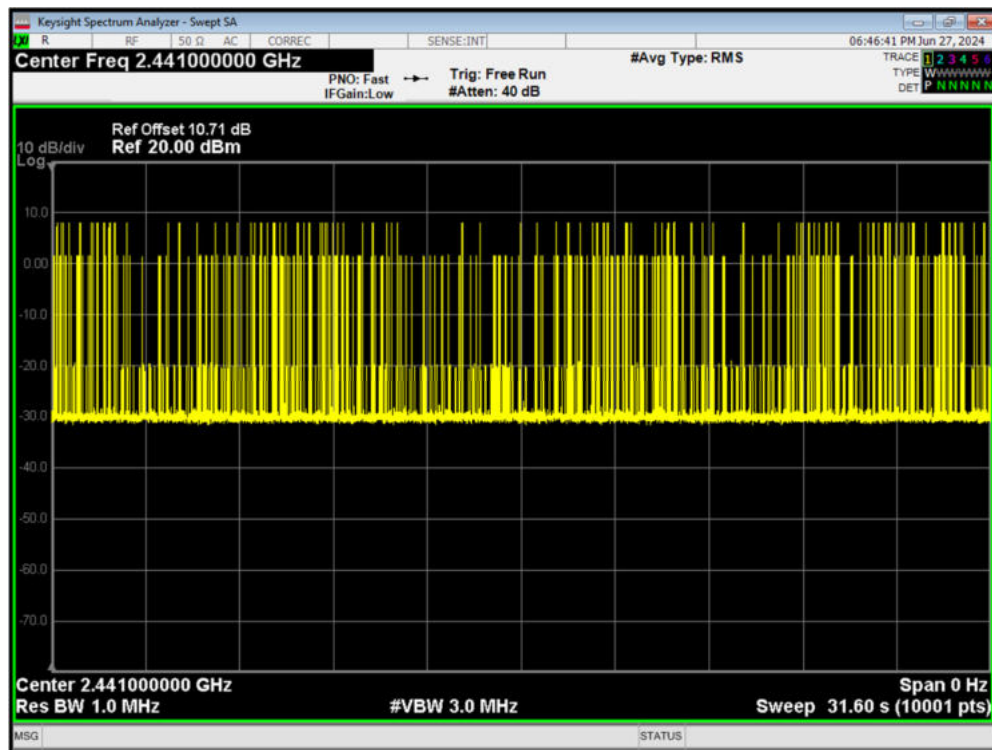 Keysight Spectrum Analyzer - Swept SA
LXI R RF 50 Ω AC CORREC SENSE:INT 06:46:41 PM Jun 27, 2024
Center Freq 2.441000000 GHz #Avg Type: RMS TRACE 1 2 3 4 5 6
PNO: Fast Trig: Free Run TYPE WWWWWW
IFGain:Low #Atten: 40 dB DET P N N N N N
Ref Offset 10.71 dB
10 dB/div Ref 20.00 dBm
Log
10.0
0.00
-10.0
-20.0
-30.0
-40.0
-50.0
-60.0
-70.0
Center 2.441000000 GHz Span 0 Hz
Res BW 1.0 MHz #VBW 3.0 MHz Sweep 31.60 s (10001 pts)
MSG STATUS